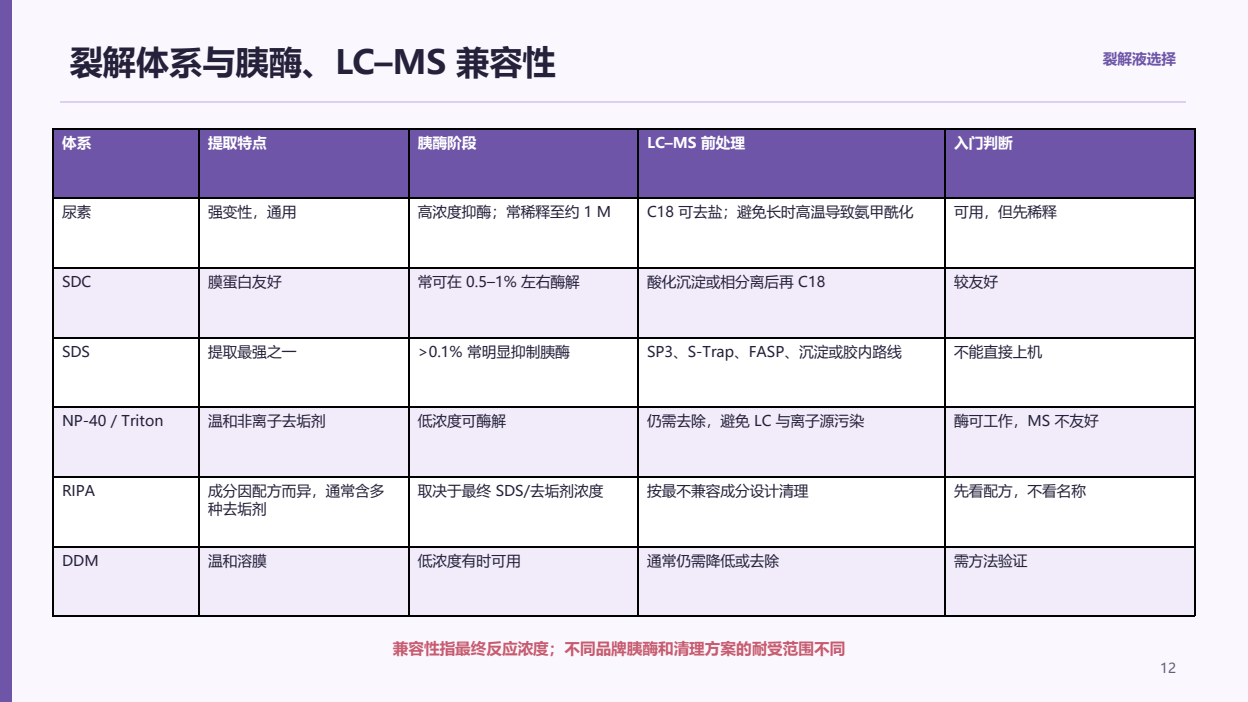 裂解体系与胰酶、LC–MS 兼容性
裂解液选择
体系
提取特点
胰酶阶段
LC–MS 前处理
入门判断
尿素
强变性，通用
高浓度抑酶；常稀释至约 1 M
C18 可去盐；避免长时高温导致氨甲酰化
可用，但先稀释
SDC
膜蛋白友好
常可在 0.5–1% 左右酶解
酸化沉淀或相分离后再 C18
较友好
SDS
提取最强之一
>0.1% 常明显抑制胰酶
SP3、S-Trap、FASP、沉淀或胶内路线
不能直接上机
NP-40 / Triton
温和非离子去垢剂
低浓度可酶解
仍需去除，避免 LC 与离子源污染
酶可工作，MS 不友好
RIPA
成分因配方而异，通常含多
种去垢剂
取决于最终 SDS/去垢剂浓度
按最不兼容成分设计清理
先看配方，不看名称
DDM
温和溶膜
低浓度有时可用
通常仍需降低或去除
需方法验证
兼容性指最终反应浓度；不同品牌胰酶和清理方案的耐受范围不同
12